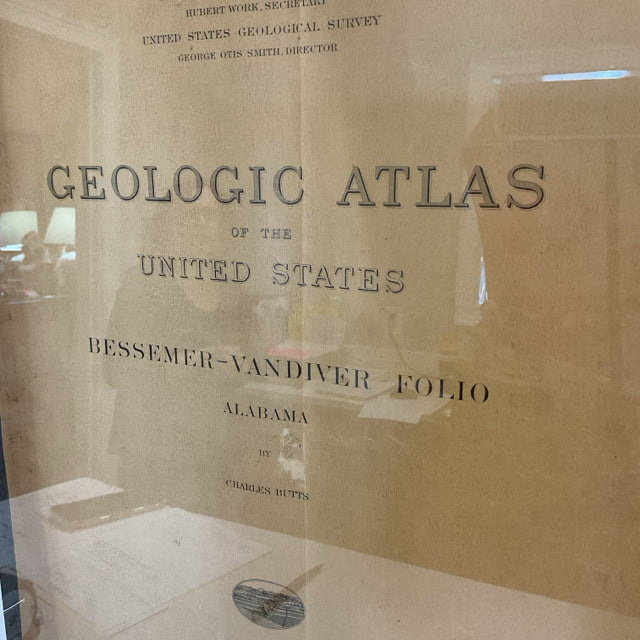 HUBERT WORK, SECRETARY
UNITED STATES GEOLOGICAL SURVEY
GEORGE OTIS SMITH, DIRECTOR
GEOLOGIC ATLAS
OF THE
UNITED STATES
BESSEMER-VANDIVER FOLIO
ALABAMA
BY
CHARLES BUTTS